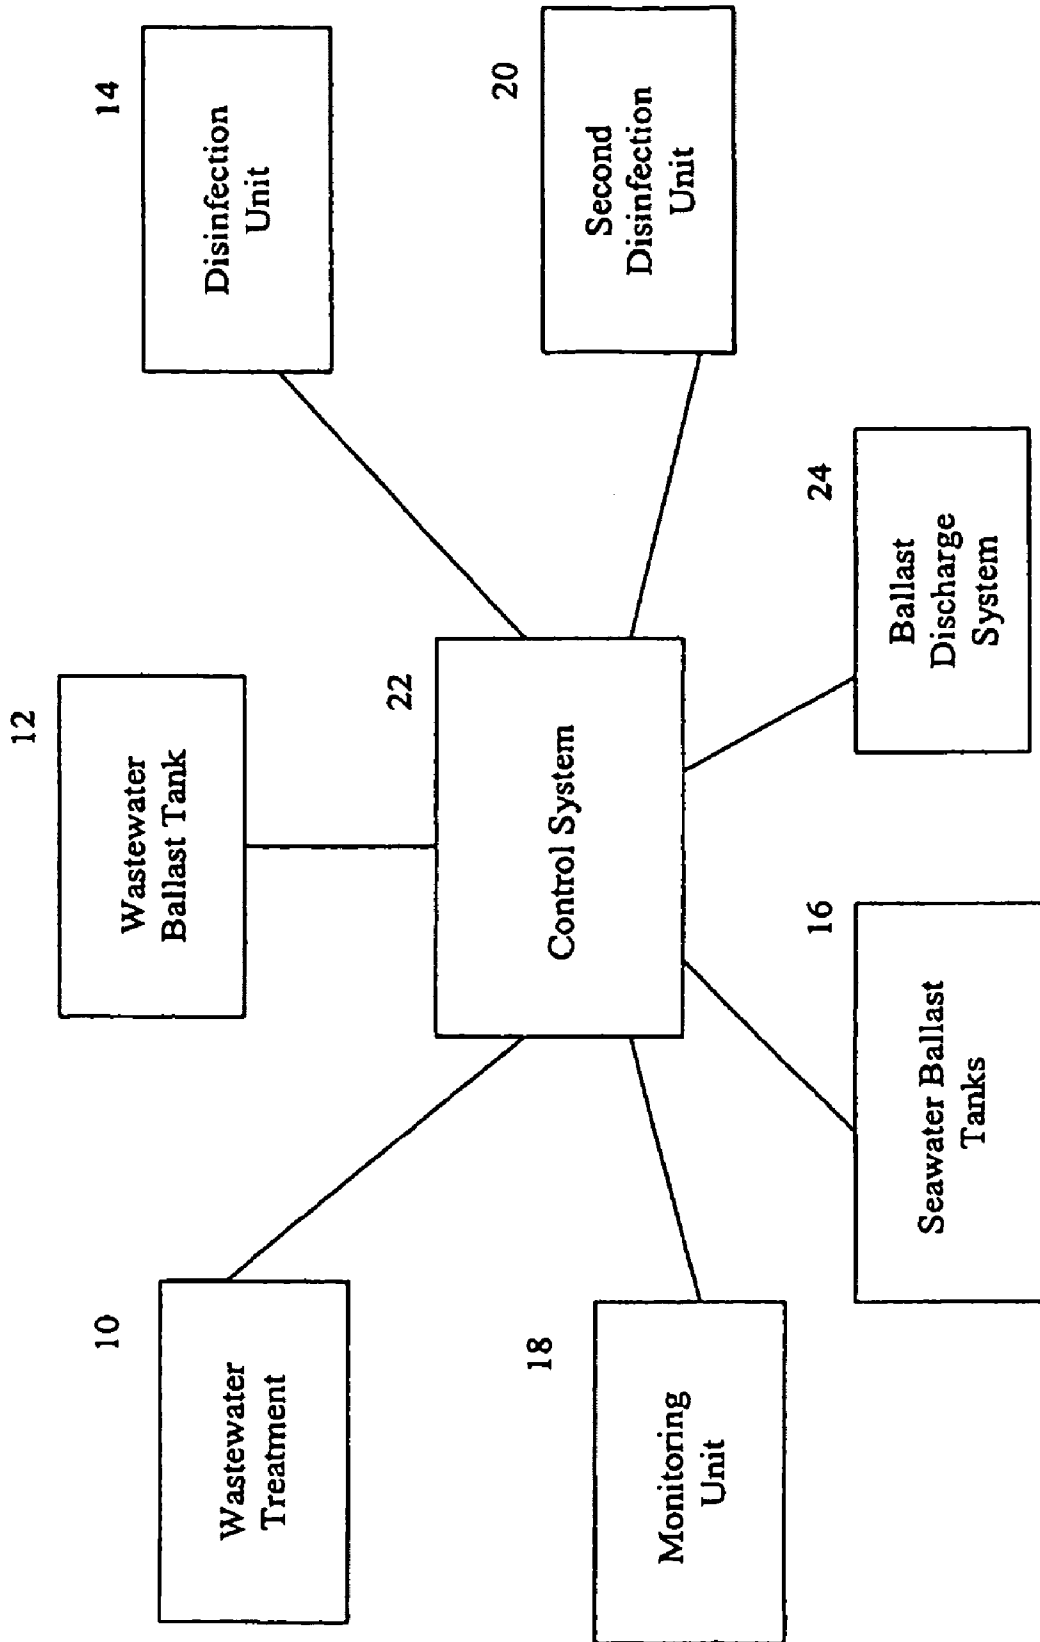 12
Wastewater
Ballast Tank
10
Wastewater
Treatment
14
Disinfection
Unit
22
Control System
18
Monitoring
Unit
20
Second
Disinfection
Unit
16
Seawater Ballast
Tanks
24
Ballast
Discharge
System